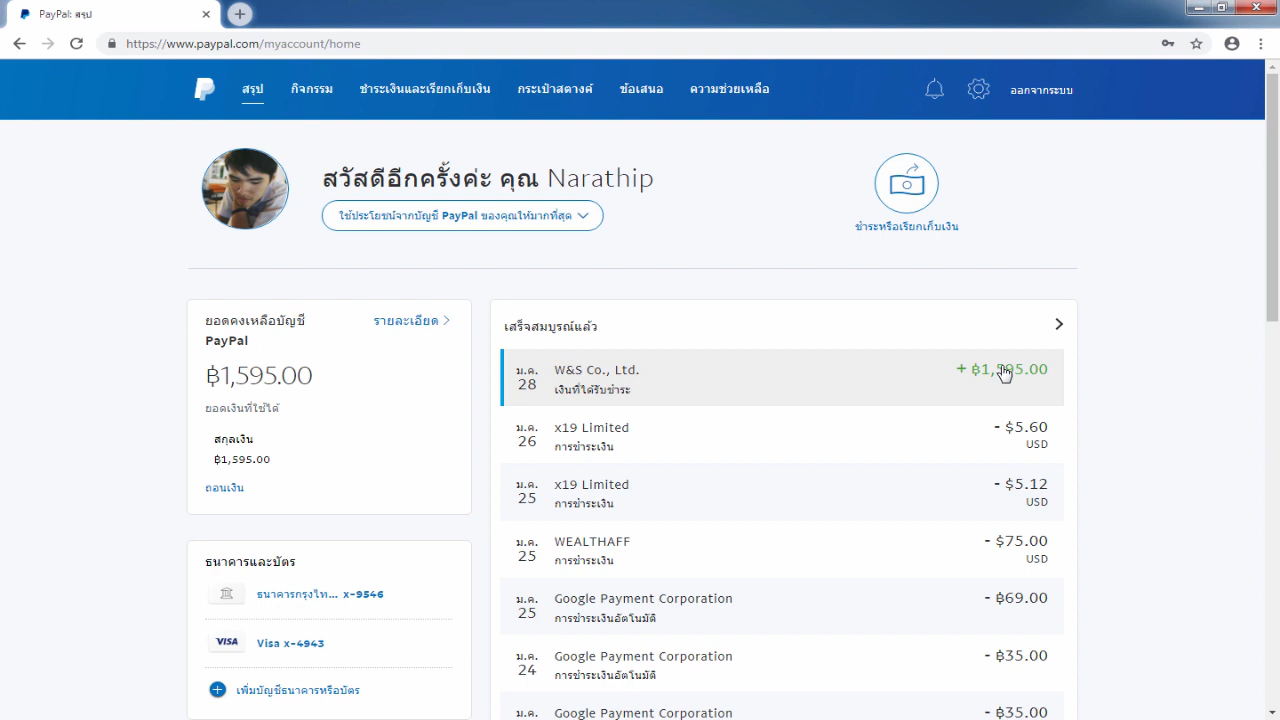 PayPal: สรุป
https://www.paypal.com/myaccount/home
สรุป กิจกรรม ชำระเงินและเรียกเก็บเงิน กระเป๋าสตางค์ ข้อเสนอ ความช่วยเหลือ ออกจากระบบ
สวัสดีอีกครั้งค่ะ คุณ Narathip
ใช้ประโยชน์จากบัญชี PayPal ของคุณให้มากที่สุด
ชำระหรือเรียกเก็บเงิน
ยอดคงเหลือบัญชี รายละเอียด
PayPal
฿1,595.00
ยอดเงินที่ใช้ได้
สกุลเงิน
฿1,595.00
ถอนเงิน
ธนาคารและบัตร
ธนาคารกรุงไท... x-9546
VISA Visa x-4943
เพิ่มบัญชีธนาคารหรือบัตร
เสร็จสมบูรณ์แล้ว
ม.ค. W&S Co., Ltd. + ฿1,595.00
28 เงินที่ได้รับชำระ
ม.ค. x19 Limited - $5.60
26 การชำระเงิน USD
ม.ค. x19 Limited - $5.12
25 การชำระเงิน USD
ม.ค. WEALTHAFF - $75.00
25 การชำระเงิน USD
ม.ค. Google Payment Corporation - ฿69.00
25 การชำระเงินอัตโนมัติ
ม.ค. Google Payment Corporation - ฿35.00
24 การชำระเงินอัตโนมัติ
ม.ค. Google Payment Corporation - ฿35.00